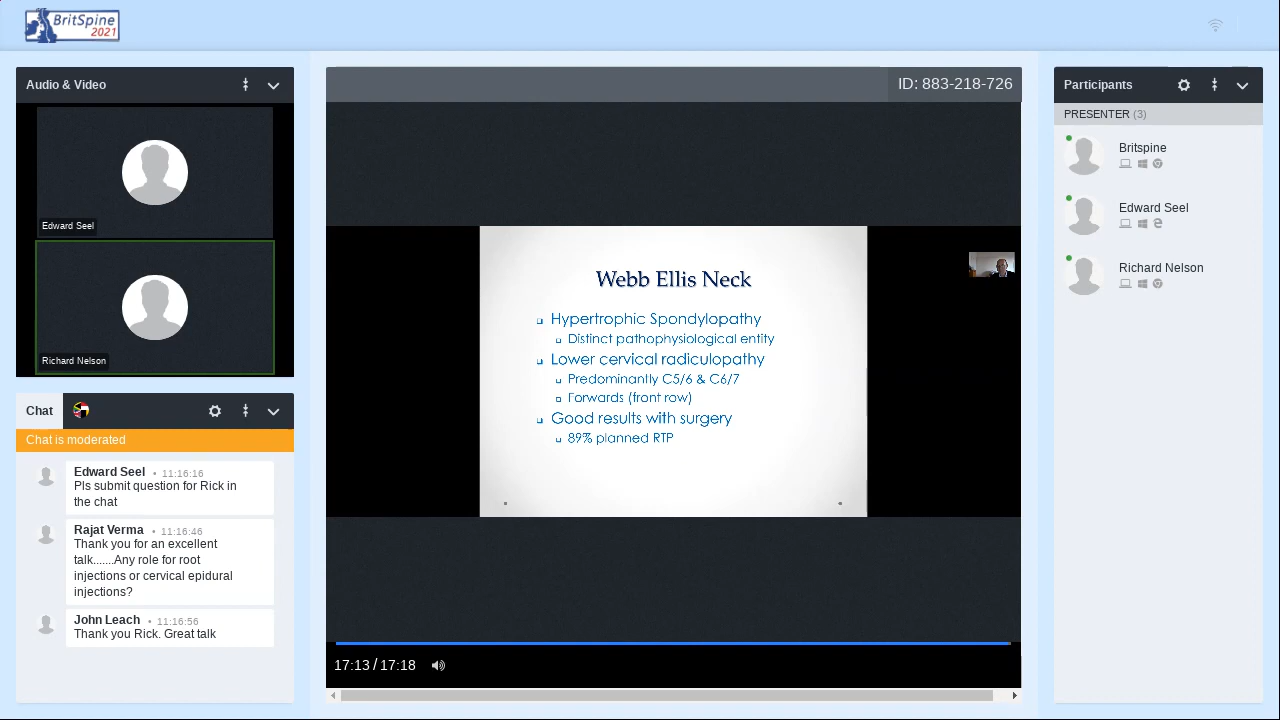 BritSpine
2021
Audio & Video
Edward Seel
Richard Nelson
Chat
Chat is moderated
Edward Seel • 11:16:16
Pls submit question for Rick in
the chat
Rajat Verma • 11:16:46
Thank you for an excellent
talk.......Any role for root
injections or cervical epidural
injections?
John Leach • 11:16:56
Thank you Rick. Great talk
ID: 883-218-726
Webb Ellis Neck
Hypertrophic Spondylopathy
Distinct pathophysiological entity
Lower cervical radiculopathy
Predominantly C5/6 & C6/7
Forwards (front row)
Good results with surgery
89% planned RTP
17:13 / 17:18
Participants
PRESENTER (3)
Britspine
Edward Seel
Richard Nelson